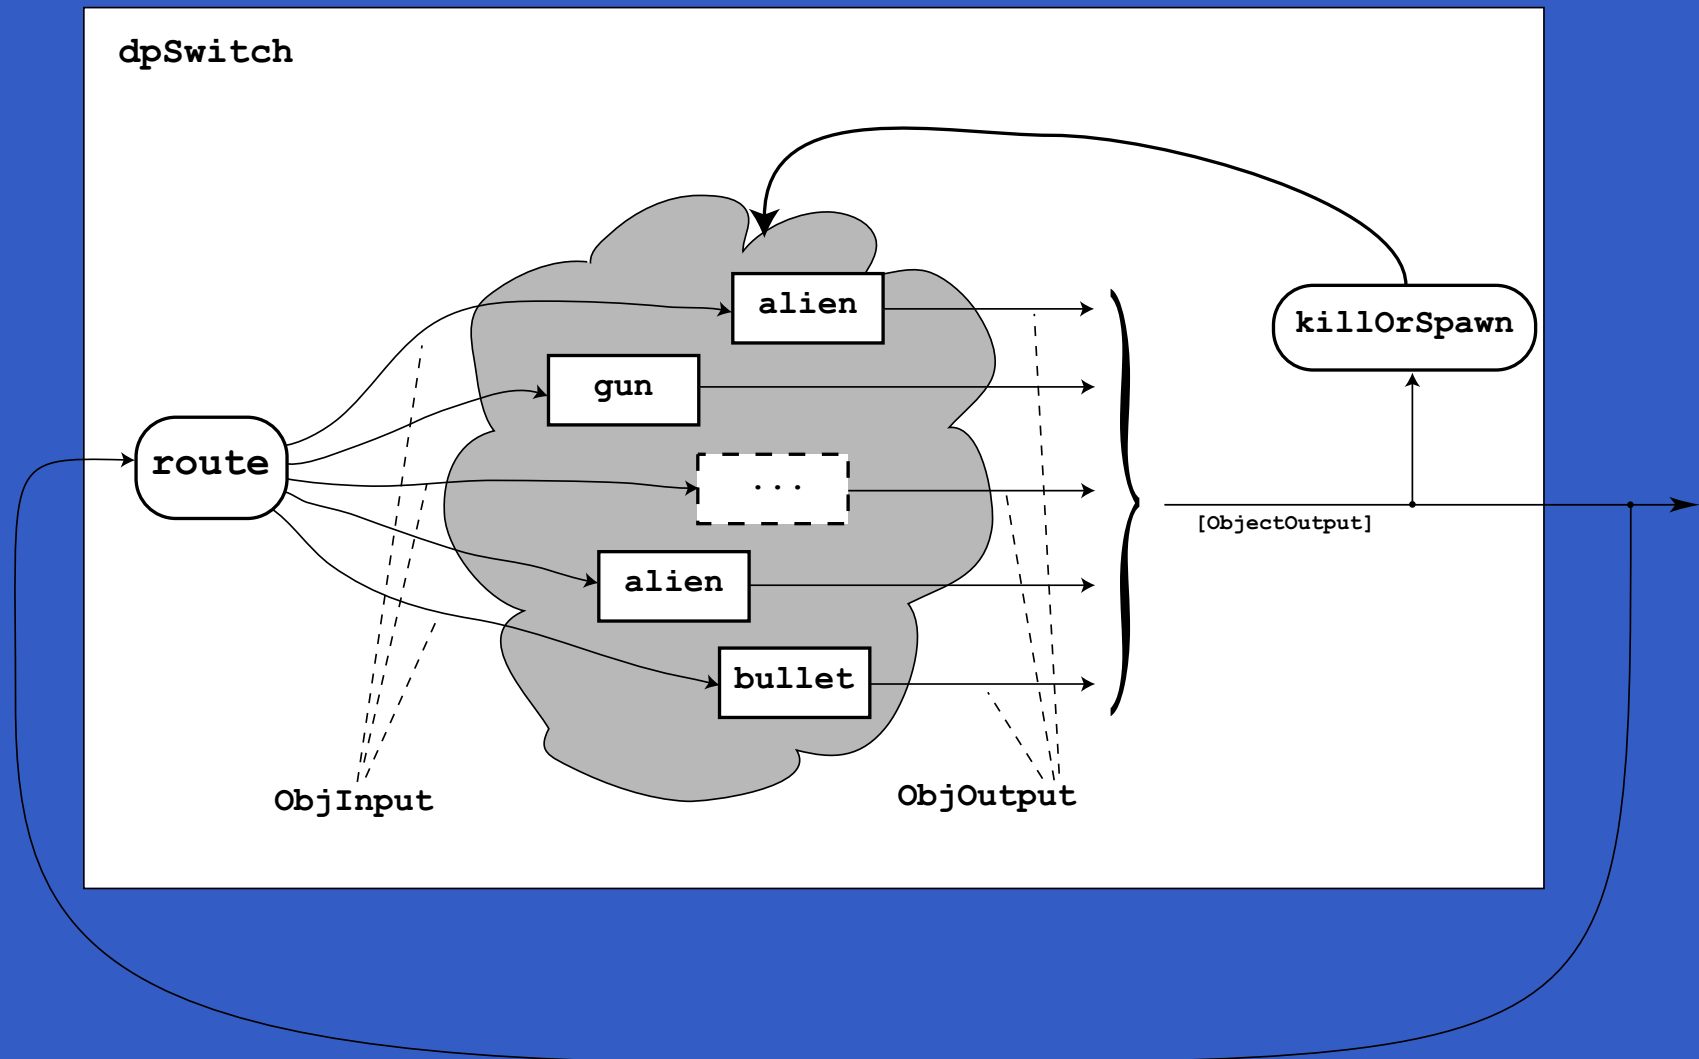 dpSwitch
alien
killOrSpawn
gun
route
...
[ObjectOutput]
alien
bullet
ObjInput
ObjOutput